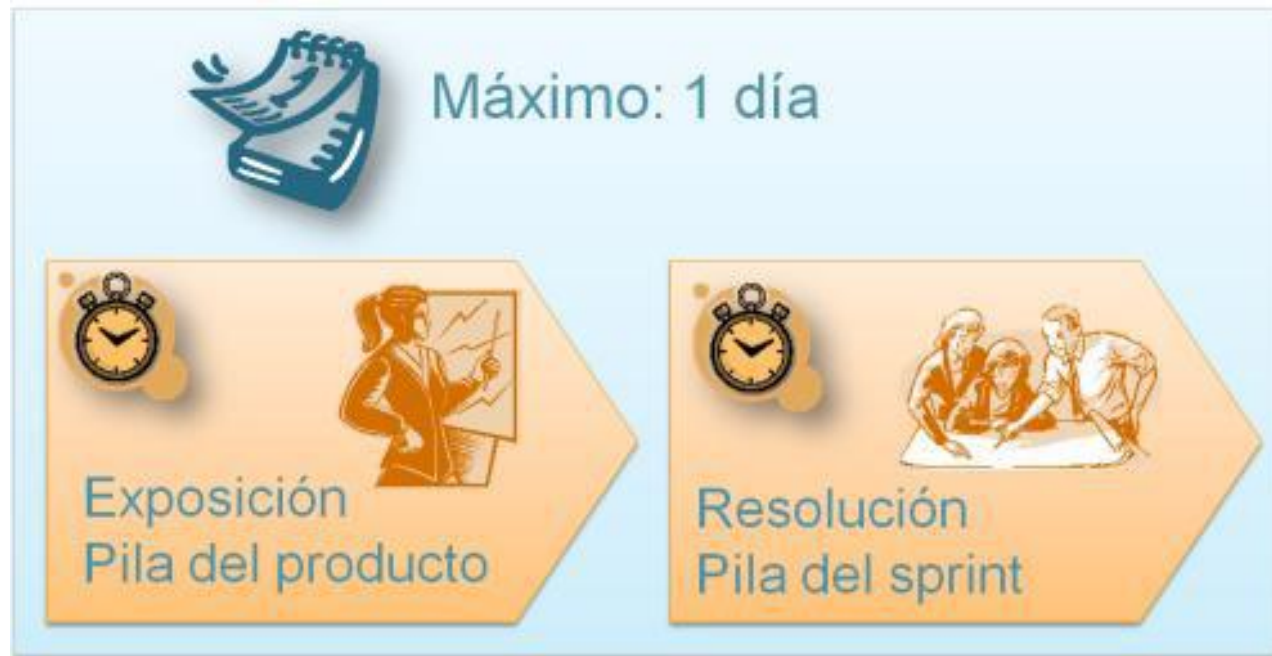 Máximo: 1 día
Exposición
Pila del producto
Resolución
Pila del sprint